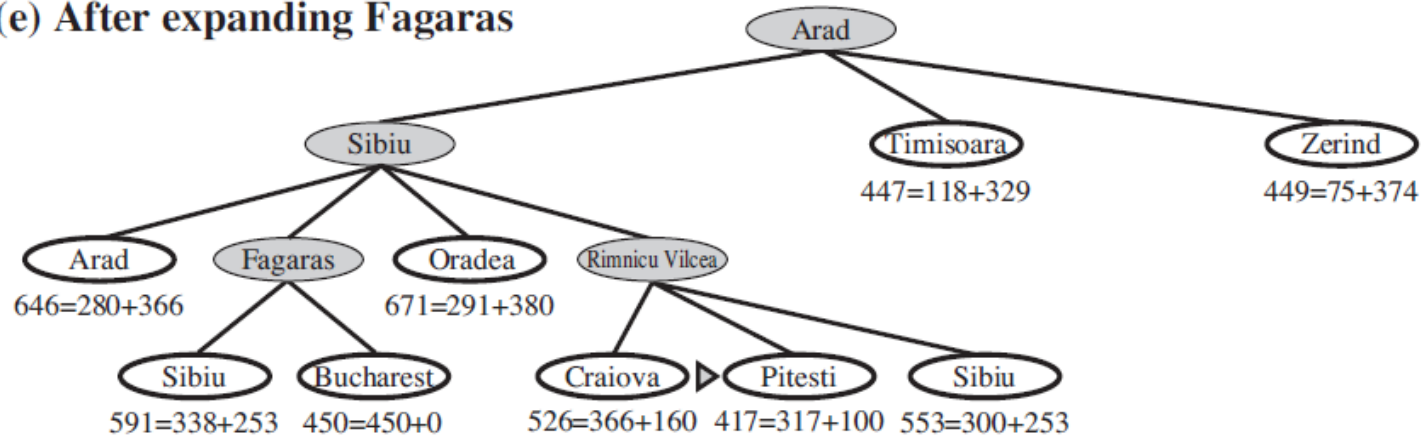 (e) After expanding Fagaras
Arad
Sibiu
Timisoara
Zerind
447=118+329
449=75+374
Arad
Fagaras
Oradea
Rimnicu Vilcea
646=280+366
671=291+380
Sibiu
Bucharest
Craiova
Pitesti
Sibiu
591=338+253
450=450+0
526=366+160
417=317+100
553=300+253